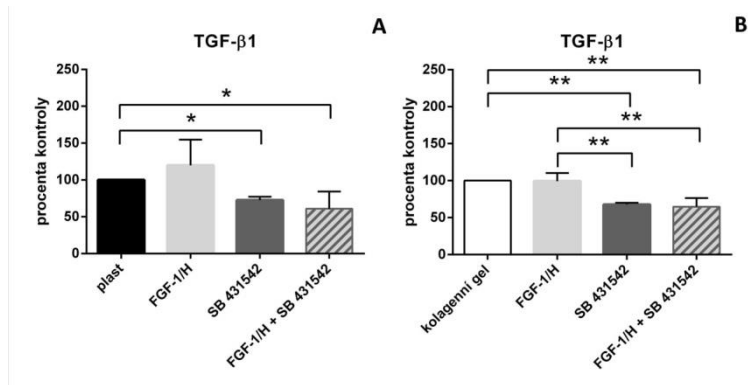 A
TGF-β1
procenta kontroly
250
200
150
100
50
0
*
*
plast
FGF-1/H
SB 431542
FGF-1/H + SB 431542
B
TGF-β1
procenta kontroly
250
200
150
100
50
0
**
**
**
**
kolagenní gel
FGF-1/H
SB 431542
FGF-1/H + SB 431542